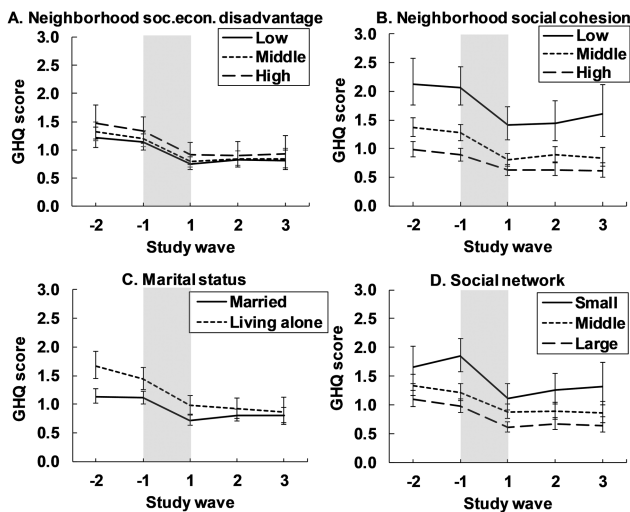 A. Neighborhood soc.econ. disadvantage
Low
Middle
High
GHQ score
3.0
2.5
2.0
1.5
1.0
0.5
0.0
-2 -1 1 2 3
Study wave
B. Neighborhood social cohesion
Low
Middle
High
GHQ score
3.0
2.5
2.0
1.5
1.0
0.5
0.0
-2 -1 1 2 3
Study wave
C. Marital status
Married
Living alone
GHQ score
3.0
2.5
2.0
1.5
1.0
0.5
0.0
-2 -1 1 2 3
Study wave
D. Social network
Small
Middle
Large
GHQ score
3.0
2.5
2.0
1.5
1.0
0.5
0.0
-2 -1 1 2 3
Study wave